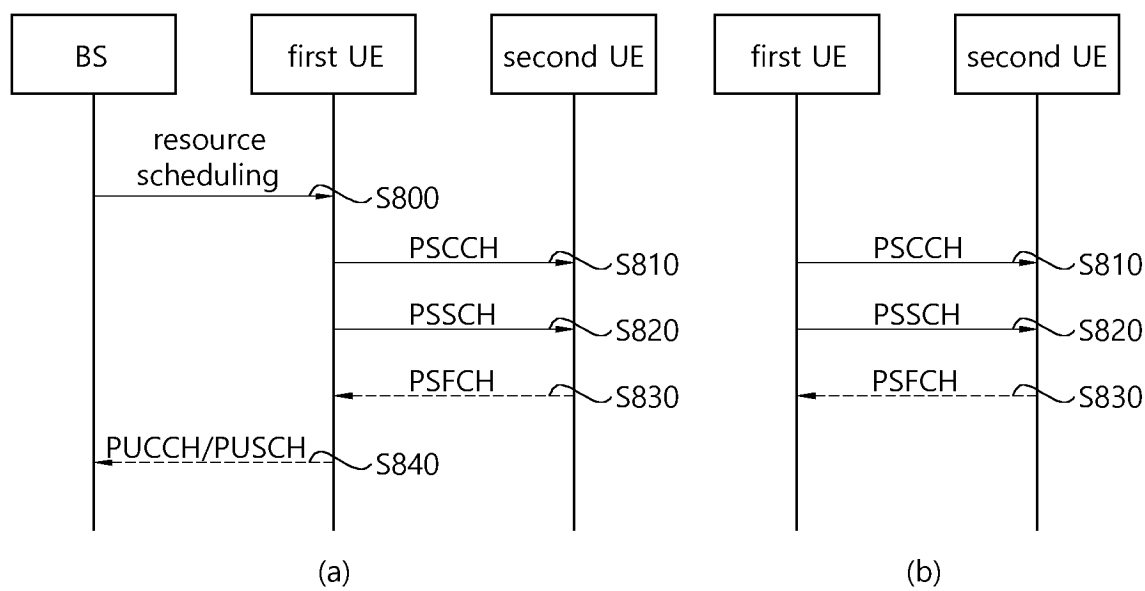 BS
first UE
second UE
first UE
second UE
resource
scheduling
S800
PSCCH
S810
PSCCH
S810
PSSCH
S820
PSSCH
S820
PSFCH
S830
PSFCH
S830
PUCCH/PUSCH
S840
(a)
(b)